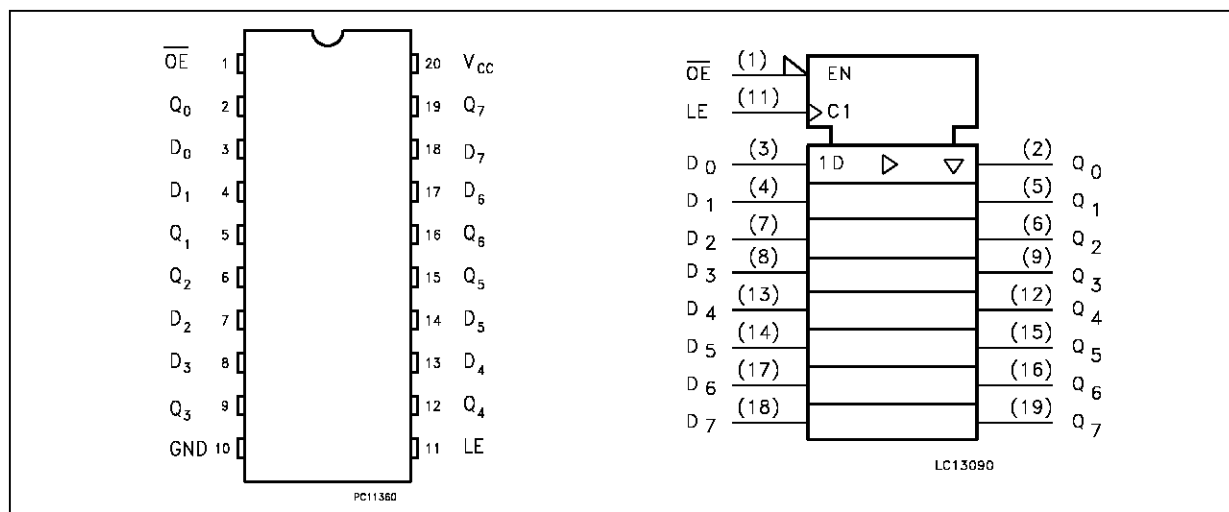 O̅E̅ 1 20 V_CC
Q₀ 2 19 Q₇
D₀ 3 18 D₇
D₁ 4 17 D₆
Q₁ 5 16 Q₆
Q₂ 6 15 Q₅
D₂ 7 14 D₅
D₃ 8 13 D₄
Q₃ 9 12 Q₄
GND 10 11 LE
PC11360
O̅E̅ (1) EN
LE (11) C1
D₀ (3) 1D (2) Q₀
D₁ (4) (5) Q₁
D₂ (7) (6) Q₂
D₃ (8) (9) Q₃
D₄ (13) (12) Q₄
D₅ (14) (15) Q₅
D₆ (17) (16) Q₆
D₇ (18) (19) Q₇
LC13090